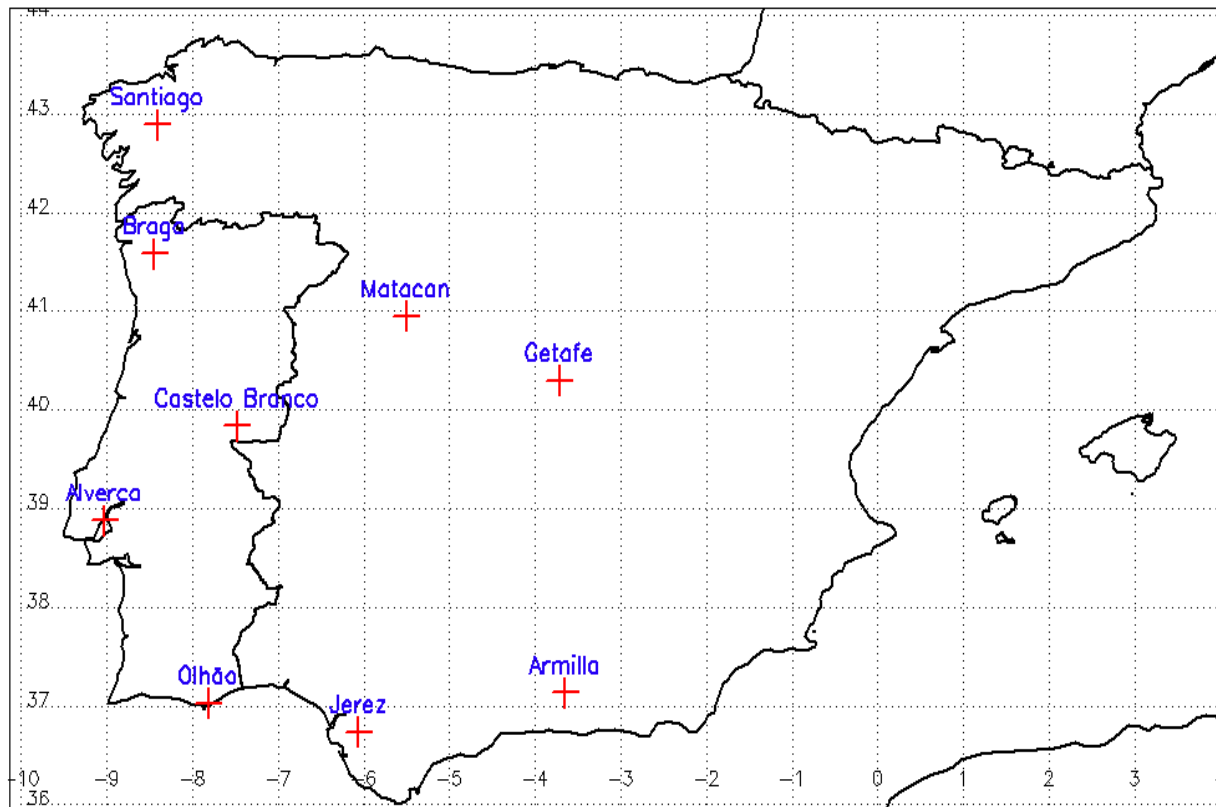 44
Santiago
43
42
Braga
Matacan
41
Getafe
Castelo Branco
40
Alverca
39
38
Armilla
Olhão
37
Jerez
-10 -9 -8 -7 -6 -5 -4 -3 -2 -1 0 1 2 3
36